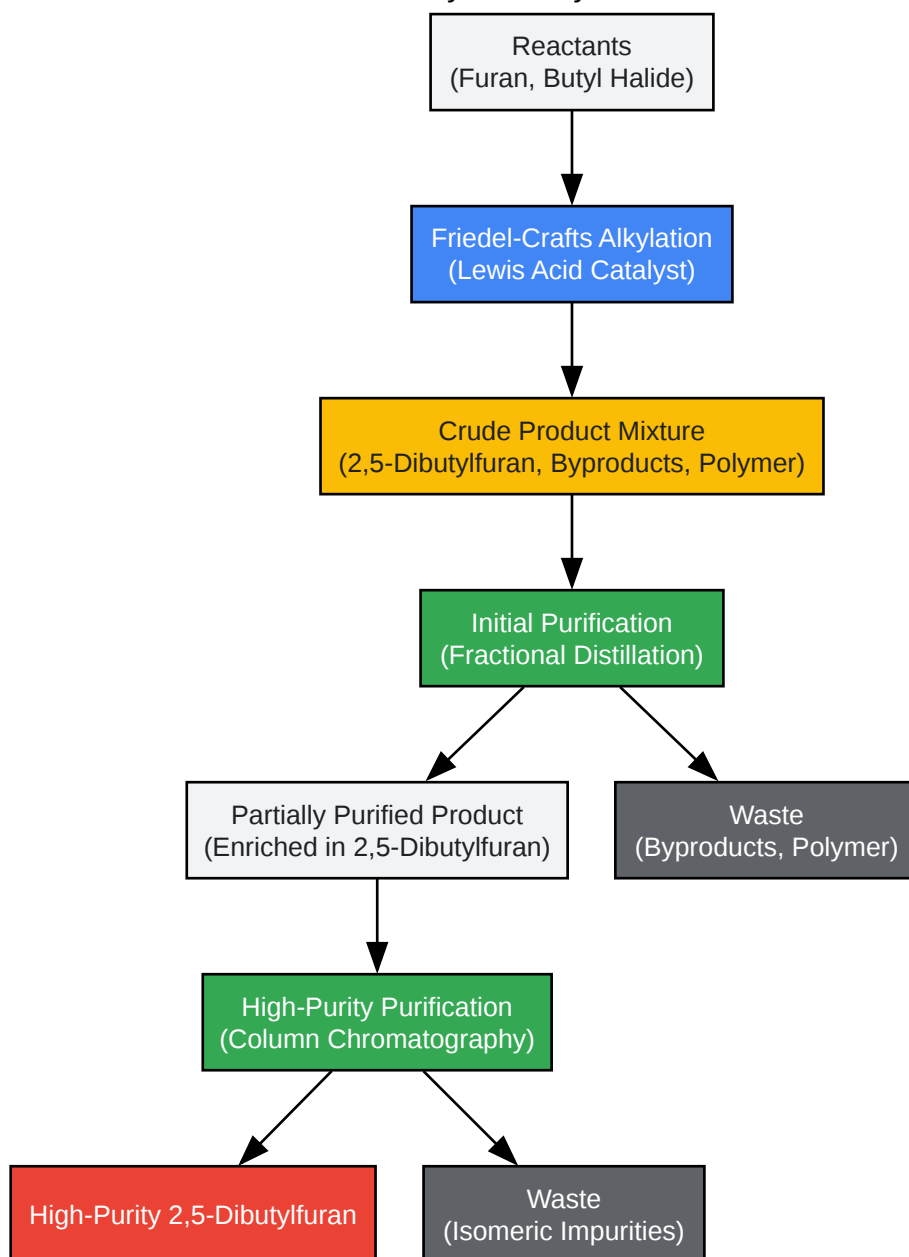 Reactants
(Furan, Butyl Halide)
Friedel-Crafts Alkylation
(Lewis Acid Catalyst)
Crude Product Mixture
(2,5-Dibutylfuran, Byproducts, Polymer)
Initial Purification
(Fractional Distillation)
Partially Purified Product
(Enriched in 2,5-Dibutylfuran)
Waste
(Byproducts, Polymer)
High-Purity Purification
(Column Chromatography)
High-Purity 2,5-Dibutylfuran
Waste
(Isomeric Impurities)